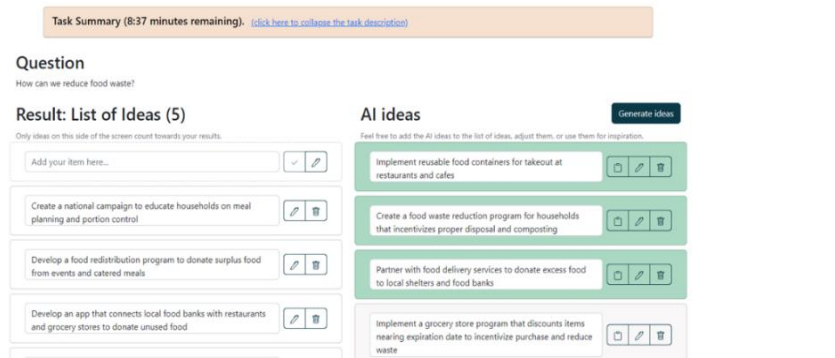 Task Summary (8:37 minutes remaining). (click here to collapse the task description)
Question
How can we reduce food waste?
Result: List of Ideas (5)
Only ideas on this side of the screen count towards your results.
Add your item here...
Create a national campaign to educate households on meal
planning and portion control
Develop a food redistribution program to donate surplus food
from events and catered meals
Develop an app that connects local food banks with restaurants
and grocery stores to donate unused food
AI ideas
Generate ideas
Feel free to add the AI ideas to the list of ideas, adjust them, or use them for inspiration.
Implement reusable food containers for takeout at
restaurants and cafes
Create a food waste reduction program for households
that incentivizes proper disposal and composting
Partner with food delivery services to donate excess food
to local shelters and food banks
Implement a grocery store program that discounts items
nearing expiration date to incentivize purchase and reduce
waste